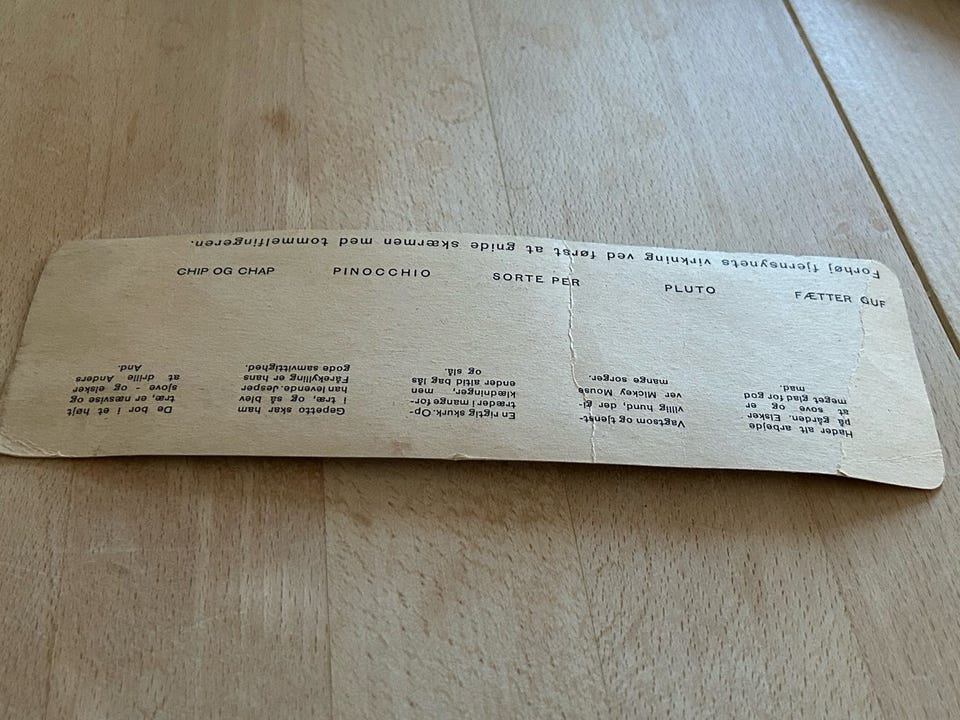 Forhøj fjernsynets virkning ved først at gnide skærmen med tommelfingeren.
CHIP OG CHAP
PINOCCHIO
SORTE PER
PLUTO
FÆTTER GUF
De bor i et højt
træ, er næsvise og
sjove - og elsker
at drille Anders
And.
Gepetto skar ham
i træ, og så blev
han levende. Jesper
Fårekylling er hans
gode samvittighed.
En rigtig skurk. Op-
træder i mange for-
klædninger, men
ender altid bag lås
og slå.
Vagtsom og tjenst-
villig hund, der gi-
ver Mickey Mouse
mange sorger.
Hader alt arbejde
på gården. Elsker
at sove og er
meget glad for god
mad.